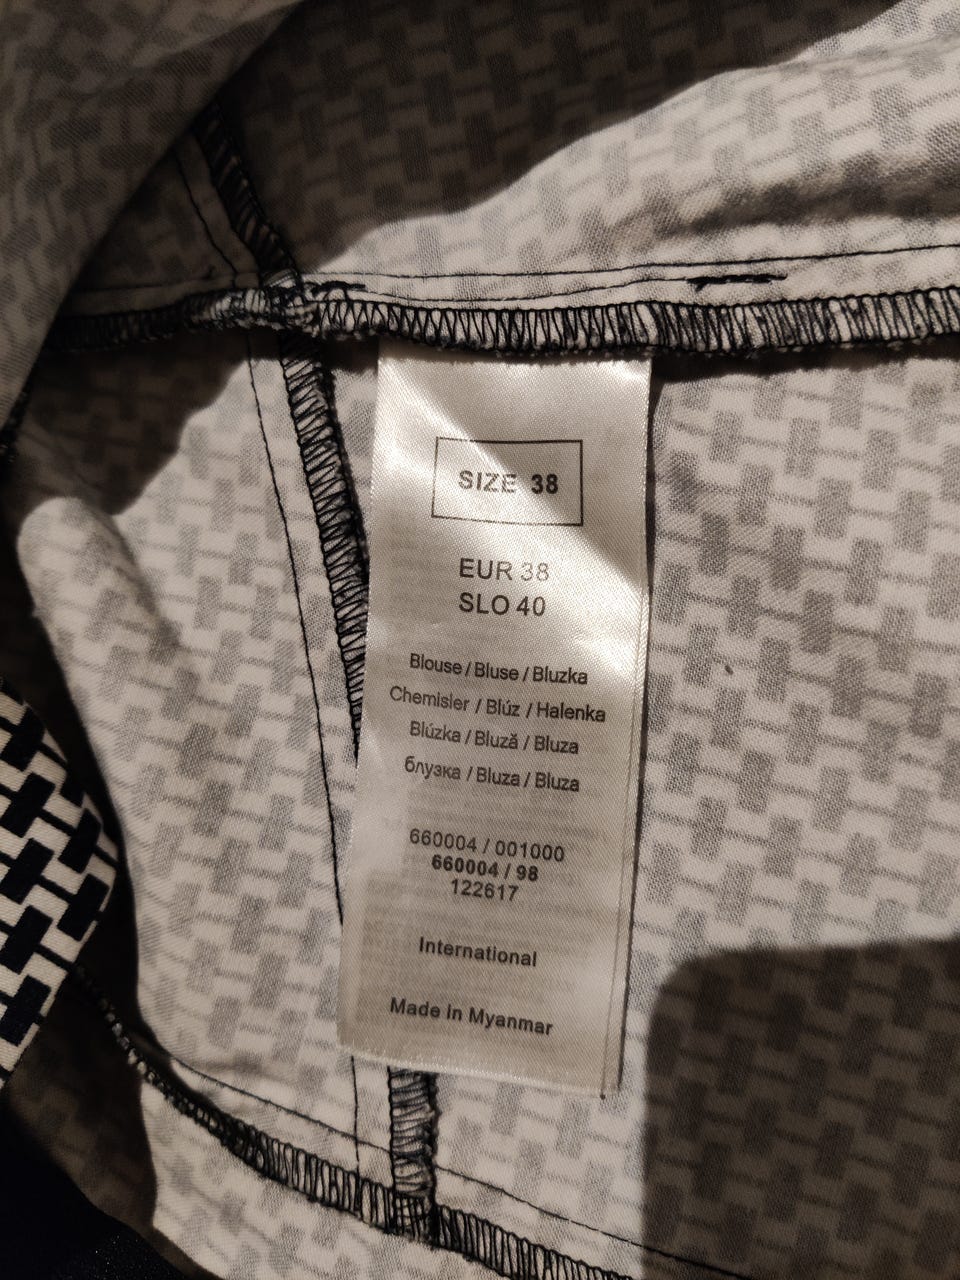 SIZE 38
EUR 38
SLO 40
Blouse / Bluse / Bluzka
Chemisier / Blúz / Halenka
Blúzka / Bluză / Bluza
блузка / Bluza / Bluza
660004 / 001000
660004 / 98
122617
International
Made in Myanmar